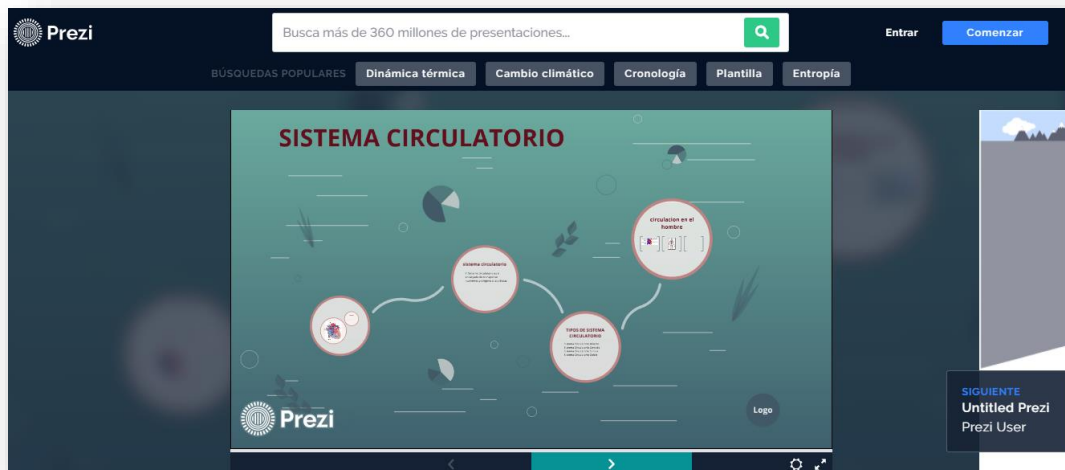 Prezi
Busca más de 360 millones de presentaciones...
Entrar
Comenzar
BÚSQUEDAS POPULARES
Dinámica térmica
Cambio climático
Cronología
Plantilla
Entropía
SISTEMA CIRCULATORIO
circulacion en el
hombre
sistema circulatorio
TIPOS DE SISTEMA
CIRCULATORIO
Prezi
Logo
SIGUIENTE
Untitled Prezi
Prezi User